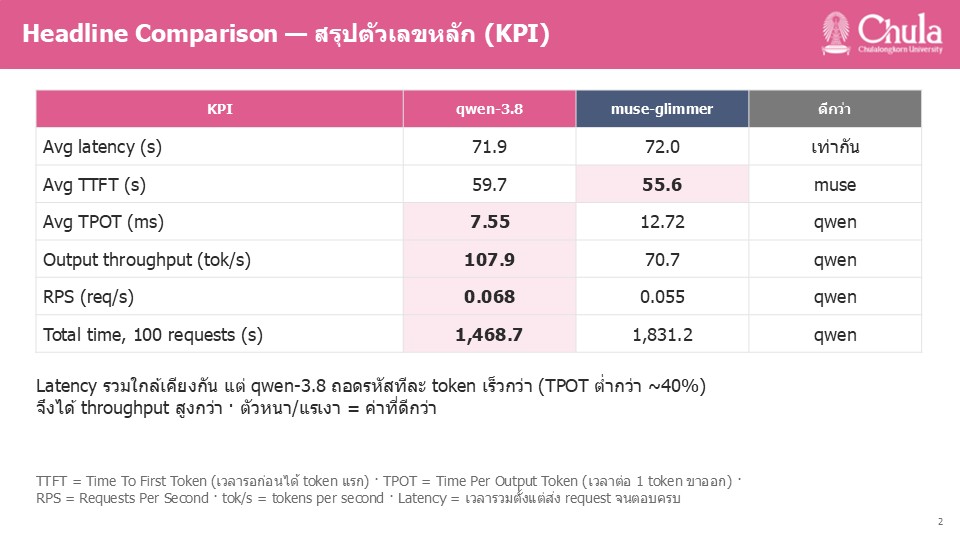 Headline Comparison — สรุปตัวเลขหลัก (KPI)
Chula
Chulalongkorn University
KPI qwen-3.8 muse-glimmer ดีกว่า
Avg latency (s) 71.9 72.0 เท่ากัน
Avg TTFT (s) 59.7 55.6 muse
Avg TPOT (ms) 7.55 12.72 qwen
Output throughput (tok/s) 107.9 70.7 qwen
RPS (req/s) 0.068 0.055 qwen
Total time, 100 requests (s) 1,468.7 1,831.2 qwen
Latency รวมใกล้เคียงกัน แต่ qwen-3.8 ถอดรหัสทีละ token เร็วกว่า (TPOT ต่ำกว่า ~40%)
จึงได้ throughput สูงกว่า · ตัวหนา/แรเงา = ค่าที่ดีกว่า
TTFT = Time To First Token (เวลารอก่อนได้ token แรก) · TPOT = Time Per Output Token (เวลาต่อ 1 token ขาออก) ·
RPS = Requests Per Second · tok/s = tokens per second · Latency = เวลารวมตั้งแต่ส่ง request จนตอบครบ
2